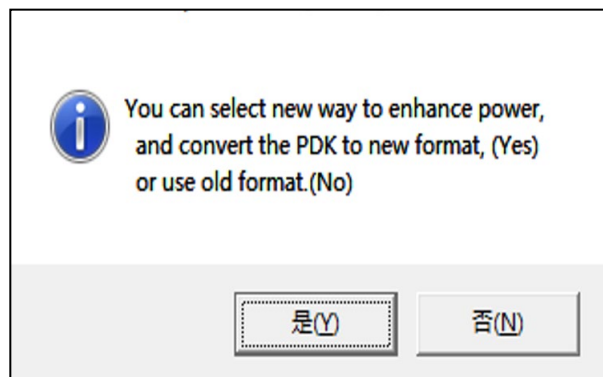 You can select new way to enhance power,
and convert the PDK to new format, (Yes)
or use old format.(No)
是(Y)
否(N)